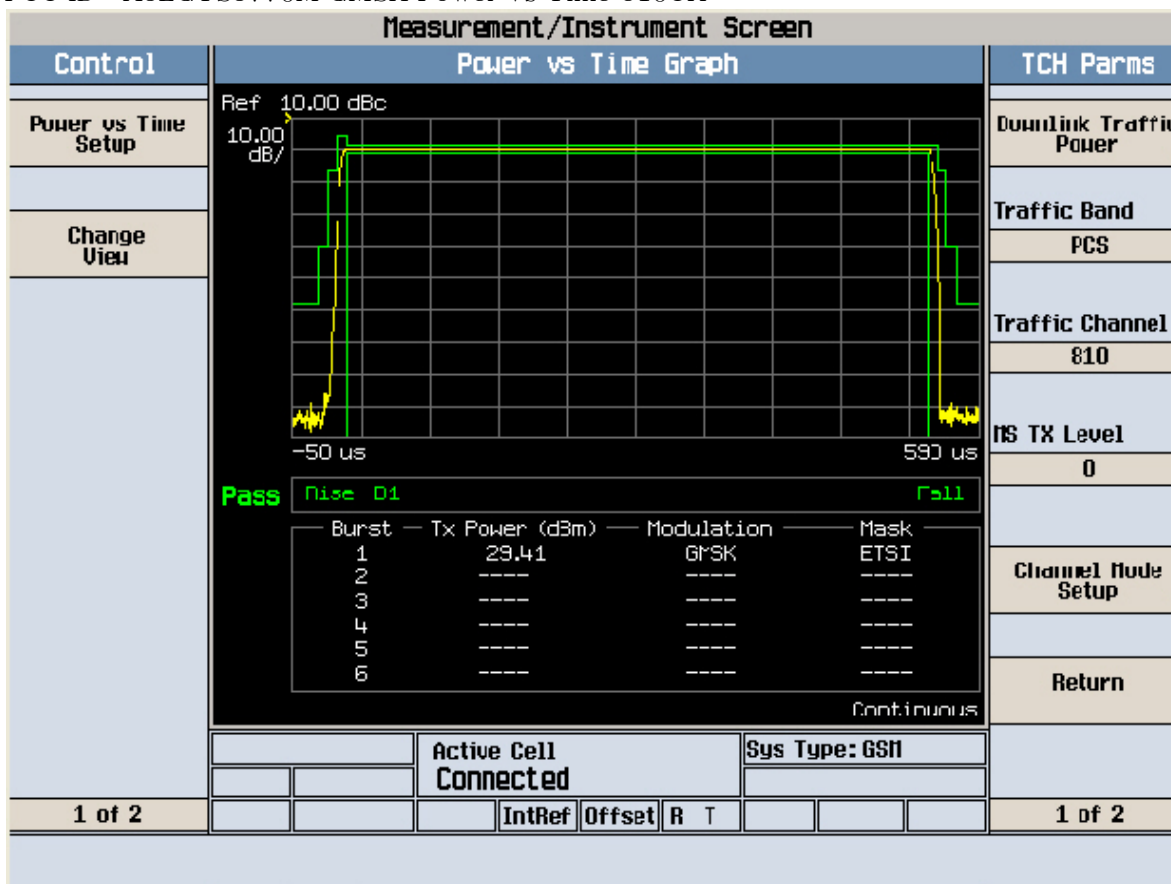 Measurement/Instrument Screen
Control
Power vs Time Graph
TCH Parms
Power vs Time
Setup
Change
View
1 of 2
Ref 10.00 dBc
10.00
dB/
-50 us
590 us
Pass Rise D1 Fall
Burst Tx Power (dBm) Modulation Mask
1 29.41 GMSK ETSI
2 ---- ---- ----
3 ---- ---- ----
4 ---- ---- ----
5 ---- ---- ----
6 ---- ---- ----
Continuous
Active Cell
Connected
Sys Type: GSM
IntRef Offset R T
Downlink Traffic
Power
Traffic Band
PCS
Traffic Channel
810
MS TX Level
0
Channel Mode
Setup
Return
1 of 2